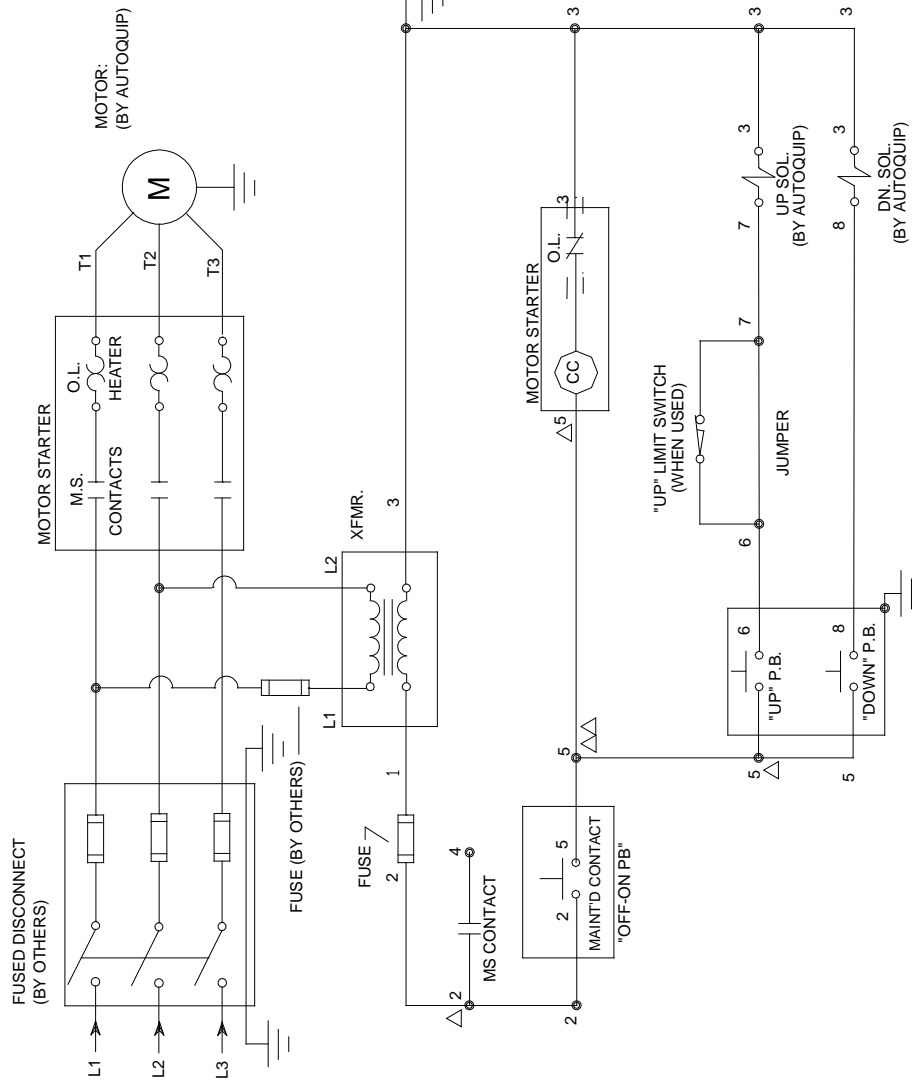 FUSED DISCONNECT
(BY OTHERS)
L1
L2
L3
FUSE (BY OTHERS)
MOTOR STARTER
M.S.
CONTACTS
O.L.
HEATER
T1
T2
T3
M
MOTOR:
(BY AUTOQUIP)
L1
L2
XFMR.
3
1
FUSE
2
4
MS CONTACT
2
2
2
5
MAINT'D CONTACT
"OFF-ON PB"
5
MOTOR STARTER
5
CC
O.L.
3
3
"UP" LIMIT SWITCH
(WHEN USED)
5
6
"UP" P.B.
6
JUMPER
7
7
3
UP SOL.
(BY AUTOQUIP)
3
5
8
"DOWN" P.B.
8
3
DN. SOL.
(BY AUTOQUIP)
3